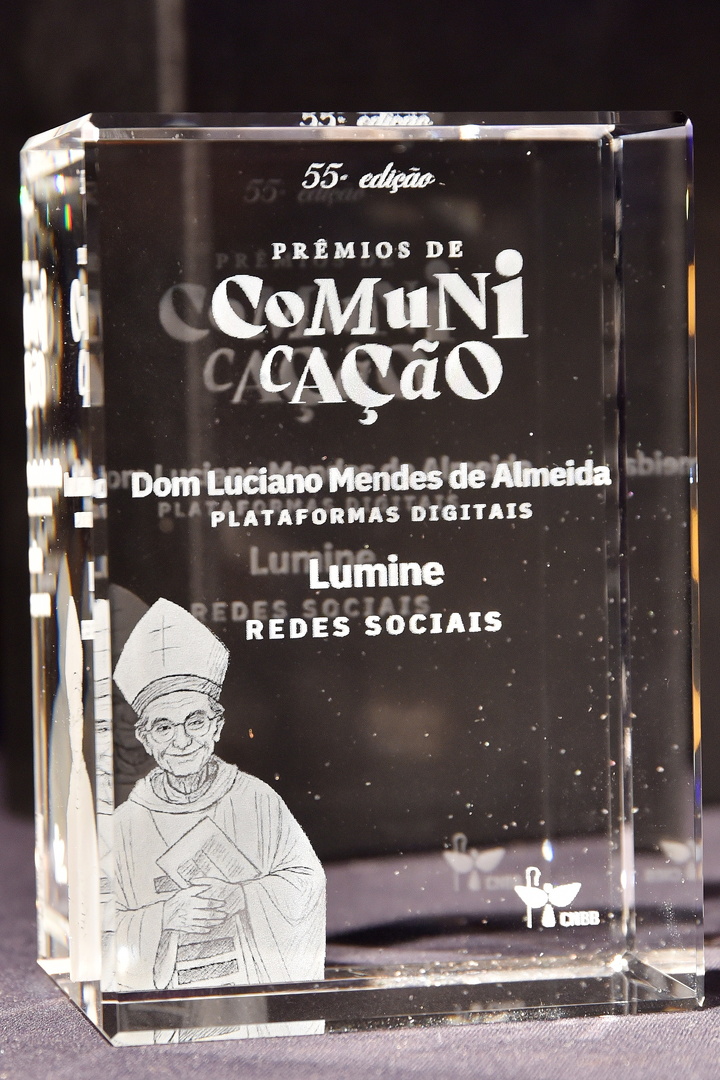 55ª edição
PRÊMIOS DE
COMUNI
CAÇÃO
Dom Luciano Mendes de Almeida
PLATAFORMAS DIGITAIS
Lumine
REDES SOCIAIS
CNBB